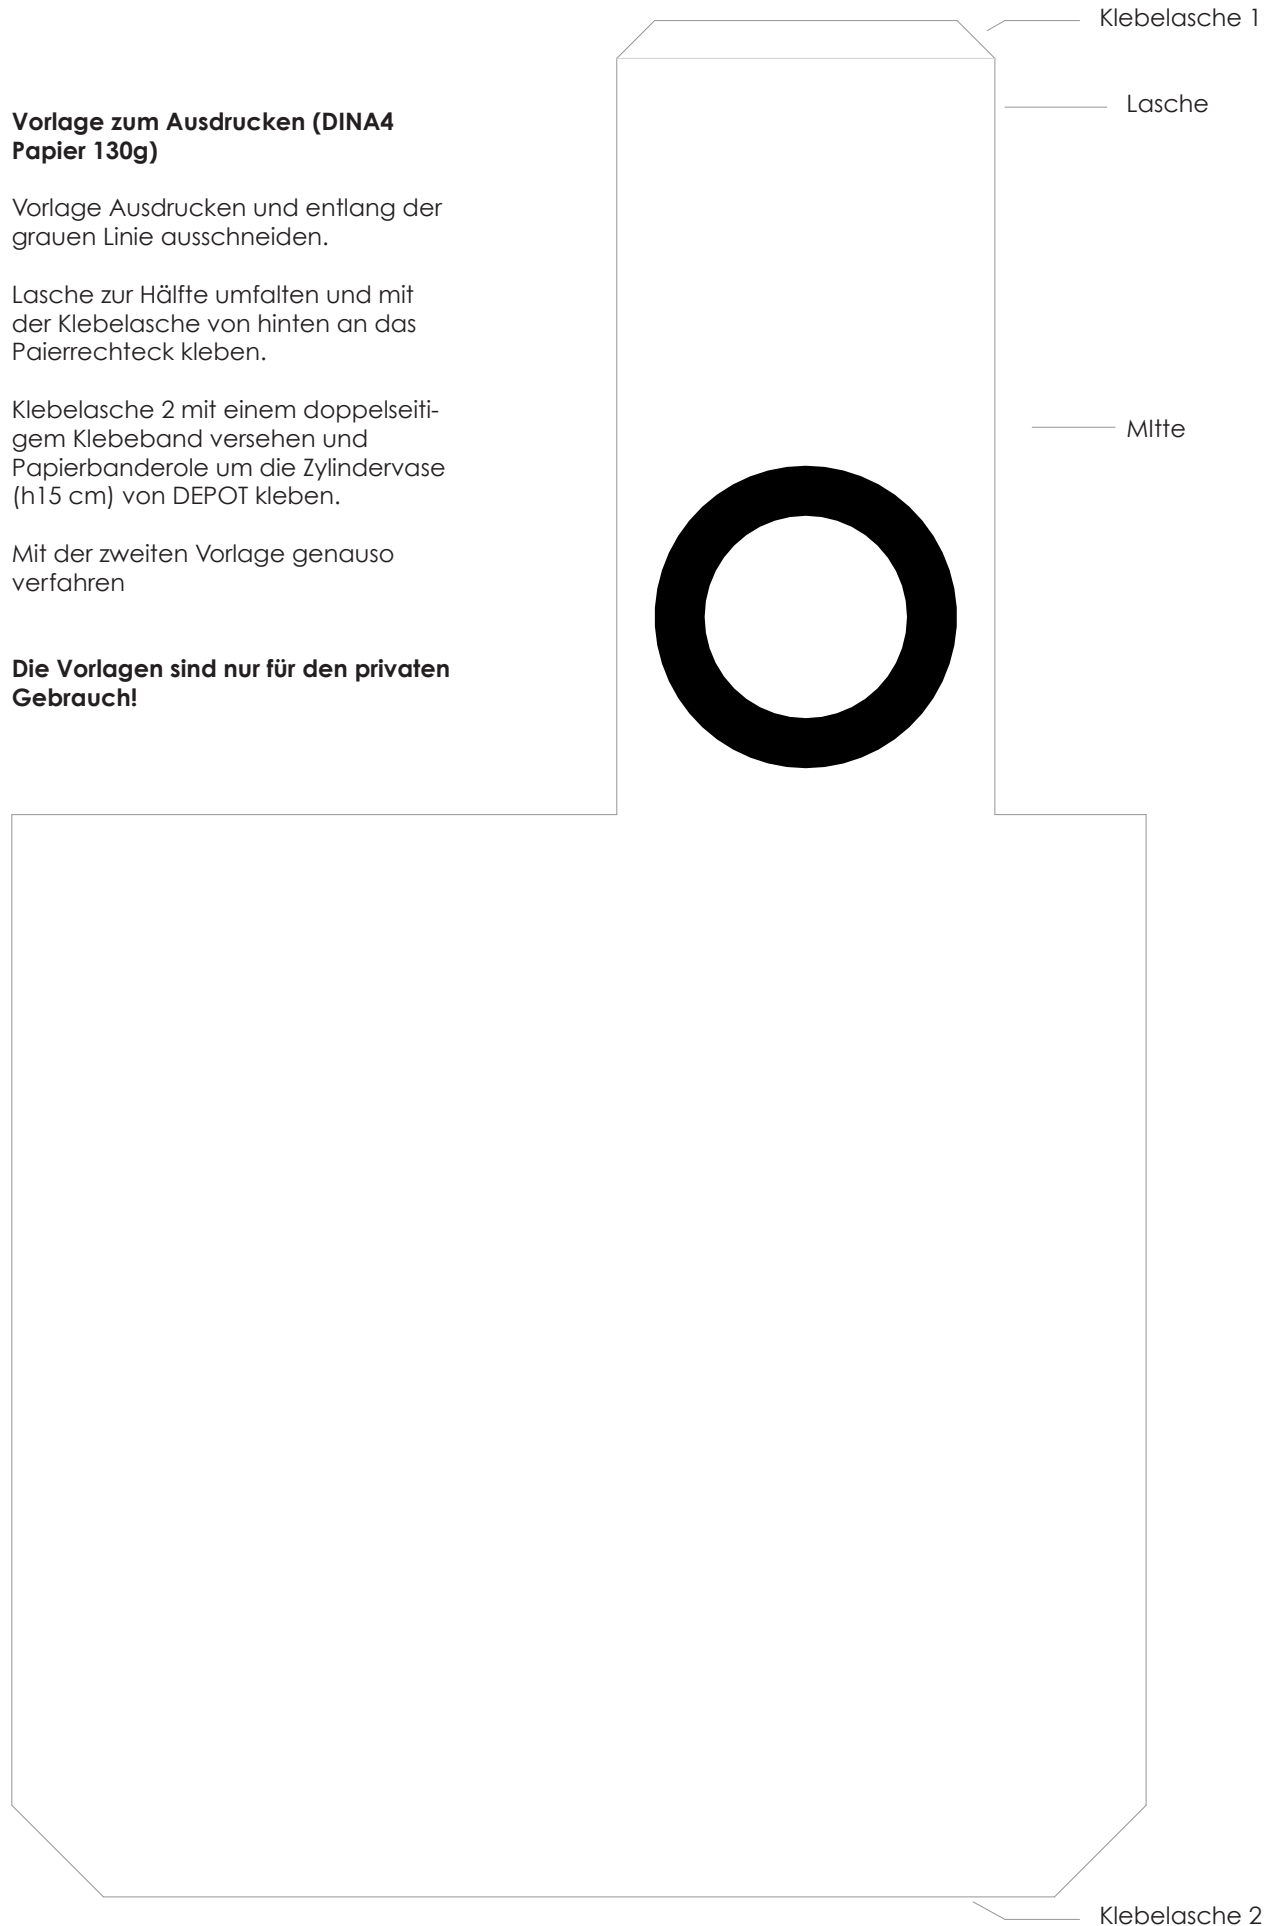 Klebelasche 1
Lasche
Vorlage zum Ausdrucken (DINA4
Papier 130g)
Vorlage Ausdrucken und entlang der
grauen Linie ausschneiden.
Lasche zur Hälfte umfalten und mit
der Klebelasche von hinten an das
Paierrechteck kleben.
Klebelasche 2 mit einem doppelseiti-
gem Klebeband versehen und
Papierbanderole um die Zylindervase
(h15 cm) von DEPOT kleben.
Mit der zweiten Vorlage genauso
verfahren
Die Vorlagen sind nur für den privaten
Gebrauch!
MItte
Klebelasche 2